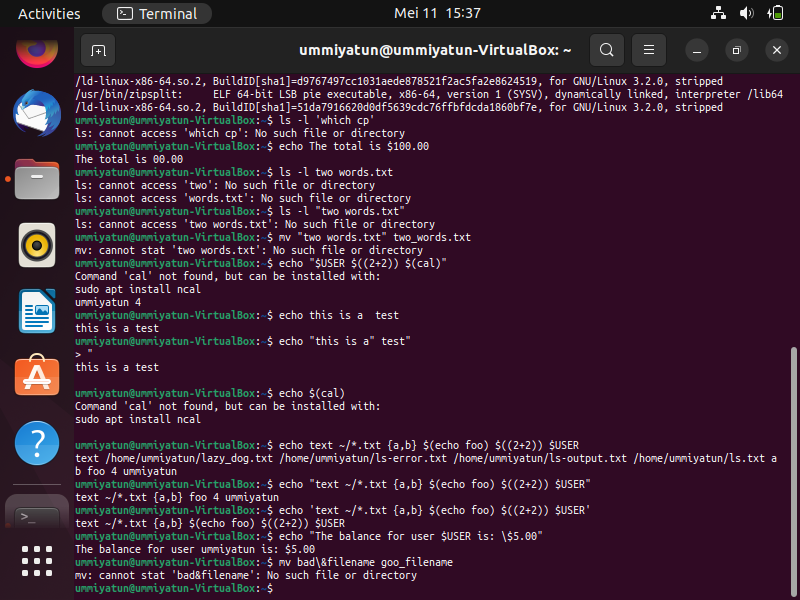 Activities
Terminal
Mei 11 15:37
ummiyatun@ummiyatun-VirtualBox: ~
/ld-linux-x86-64.so.2, BuildID[sha1]=d9767497cc1031aede878521f2ac5fa2e8624519, for GNU/Linux 3.2.0, stripped
/usr/bin/zipsplit: ELF 64-bit LSB pie executable, x86-64, version 1 (SYSV), dynamically linked, interpreter /lib64
/ld-linux-x86-64.so.2, BuildID[sha1]=51da7916620d0df5639cdc76ffbfdcda1860bf7e, for GNU/Linux 3.2.0, stripped
ummiyatun@ummiyatun-VirtualBox:~$ ls -l 'which cp'
ls: cannot access 'which cp': No such file or directory
ummiyatun@ummiyatun-VirtualBox:~$ echo The total is $100.00
The total is 00.00
ummiyatun@ummiyatun-VirtualBox:~$ ls -l two words.txt
ls: cannot access 'two': No such file or directory
ls: cannot access 'words.txt': No such file or directory
ummiyatun@ummiyatun-VirtualBox:~$ ls -l "two words.txt"
ls: cannot access 'two words.txt': No such file or directory
ummiyatun@ummiyatun-VirtualBox:~$ mv "two words.txt" two_words.txt
mv: cannot stat 'two words.txt': No such file or directory
ummiyatun@ummiyatun-VirtualBox:~$ echo "$USER $((2+2)) $(cal)"
Command 'cal' not found, but can be installed with:
sudo apt install ncal
ummiyatun 4
ummiyatun@ummiyatun-VirtualBox:~$ echo this is a  test
this is a test
ummiyatun@ummiyatun-VirtualBox:~$ echo "this is a" test"
> "
this is a test
ummiyatun@ummiyatun-VirtualBox:~$ echo $(cal)
Command 'cal' not found, but can be installed with:
sudo apt install ncal
ummiyatun@ummiyatun-VirtualBox:~$ echo text ~/*.txt {a,b} $(echo foo) $((2+2)) $USER
text /home/ummiyatun/lazy_dog.txt /home/ummiyatun/ls-error.txt /home/ummiyatun/ls-output.txt /home/ummiyatun/ls.txt a
b foo 4 ummiyatun
ummiyatun@ummiyatun-VirtualBox:~$ echo "text ~/*.txt {a,b} $(echo foo) $((2+2)) $USER"
text ~/*.txt {a,b} foo 4 ummiyatun
ummiyatun@ummiyatun-VirtualBox:~$ echo 'text ~/*.txt {a,b} $(echo foo) $((2+2)) $USER'
text ~/*.txt {a,b} $(echo foo) $((2+2)) $USER
ummiyatun@ummiyatun-VirtualBox:~$ echo "The balance for user $USER is: \$5.00"
The balance for user ummiyatun is: $5.00
ummiyatun@ummiyatun-VirtualBox:~$ mv bad\&filename goo_filename
mv: cannot stat 'bad&filename': No such file or directory
ummiyatun@ummiyatun-VirtualBox:~$